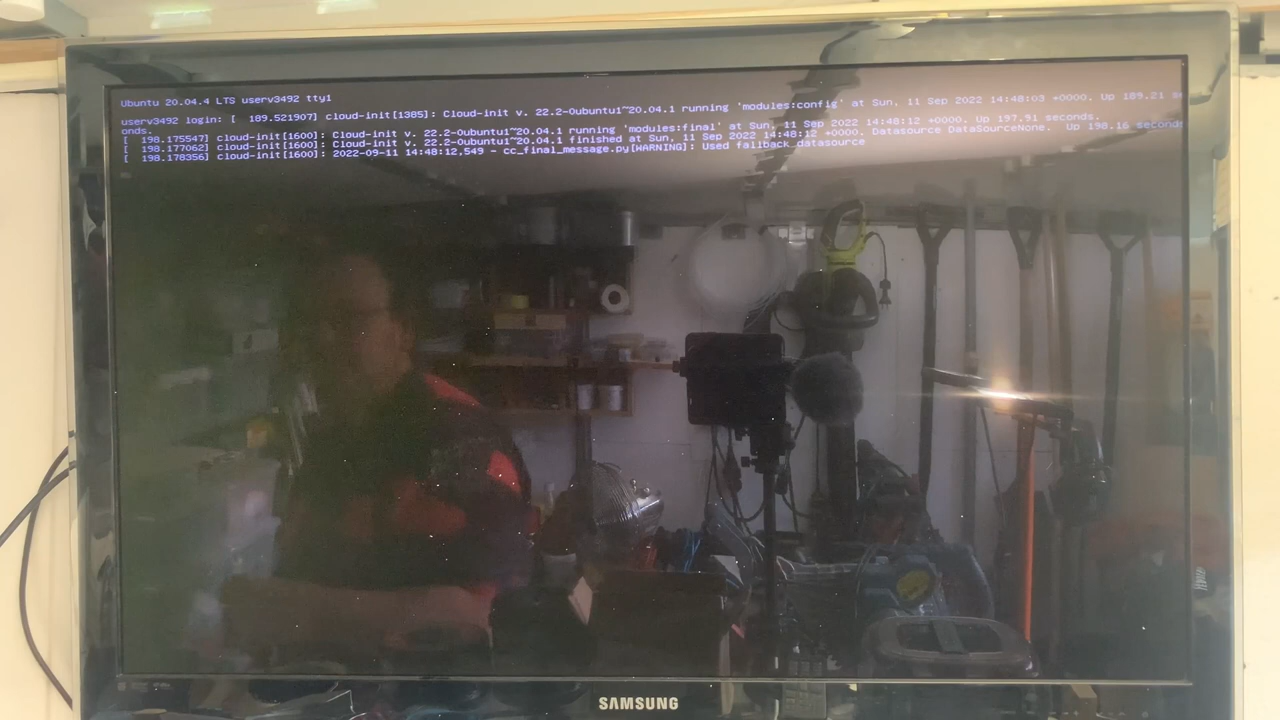 Ubuntu 20.04.4 LTS userv3492 tty1
userv3492 login: [  189.521907] cloud-init[1385]: Cloud-init v. 22.2-0ubuntu1~20.04.1 running 'modules:config' at Sun, 11 Sep 2022 14:48:03 +0000. Up 189.21 se
onds.
[  198.175547] cloud-init[1600]: Cloud-init v. 22.2-0ubuntu1~20.04.1 running 'modules:final' at Sun, 11 Sep 2022 14:48:12 +0000. Up 197.91 seconds.
[  198.177062] cloud-init[1600]: Cloud-init v. 22.2-0ubuntu1~20.04.1 finished at Sun, 11 Sep 2022 14:48:12 +0000. Datasource DataSourceNone.  Up 198.16 seconds
[  198.178356] cloud-init[1600]: 2022-09-11 14:48:12,549 - cc_final_message.py[WARNING]: Used fallback datasource
SAMSUNG